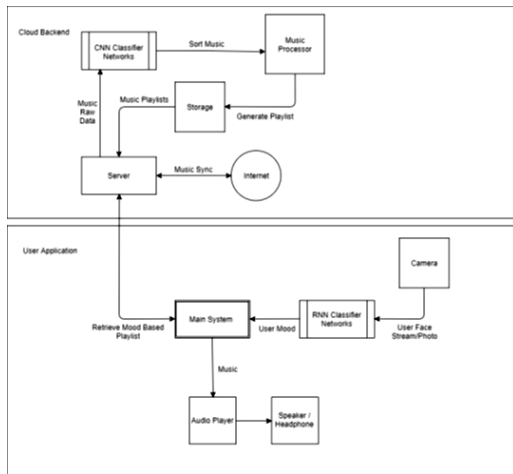 Cloud Backend
CNN Classifier
Networks
Sort Music
Music
Processor
Music
Raw
Data
Music Playlists
Storage
Generate Playlist
Server
Music Sync
Internet
User Application
Camera
Main System
RNN Classifier
Networks
Retrieve Mood Based
Playlist
User Mood
User Face
Stream/Photo
Music
Audio Player
Speaker /
Headphone